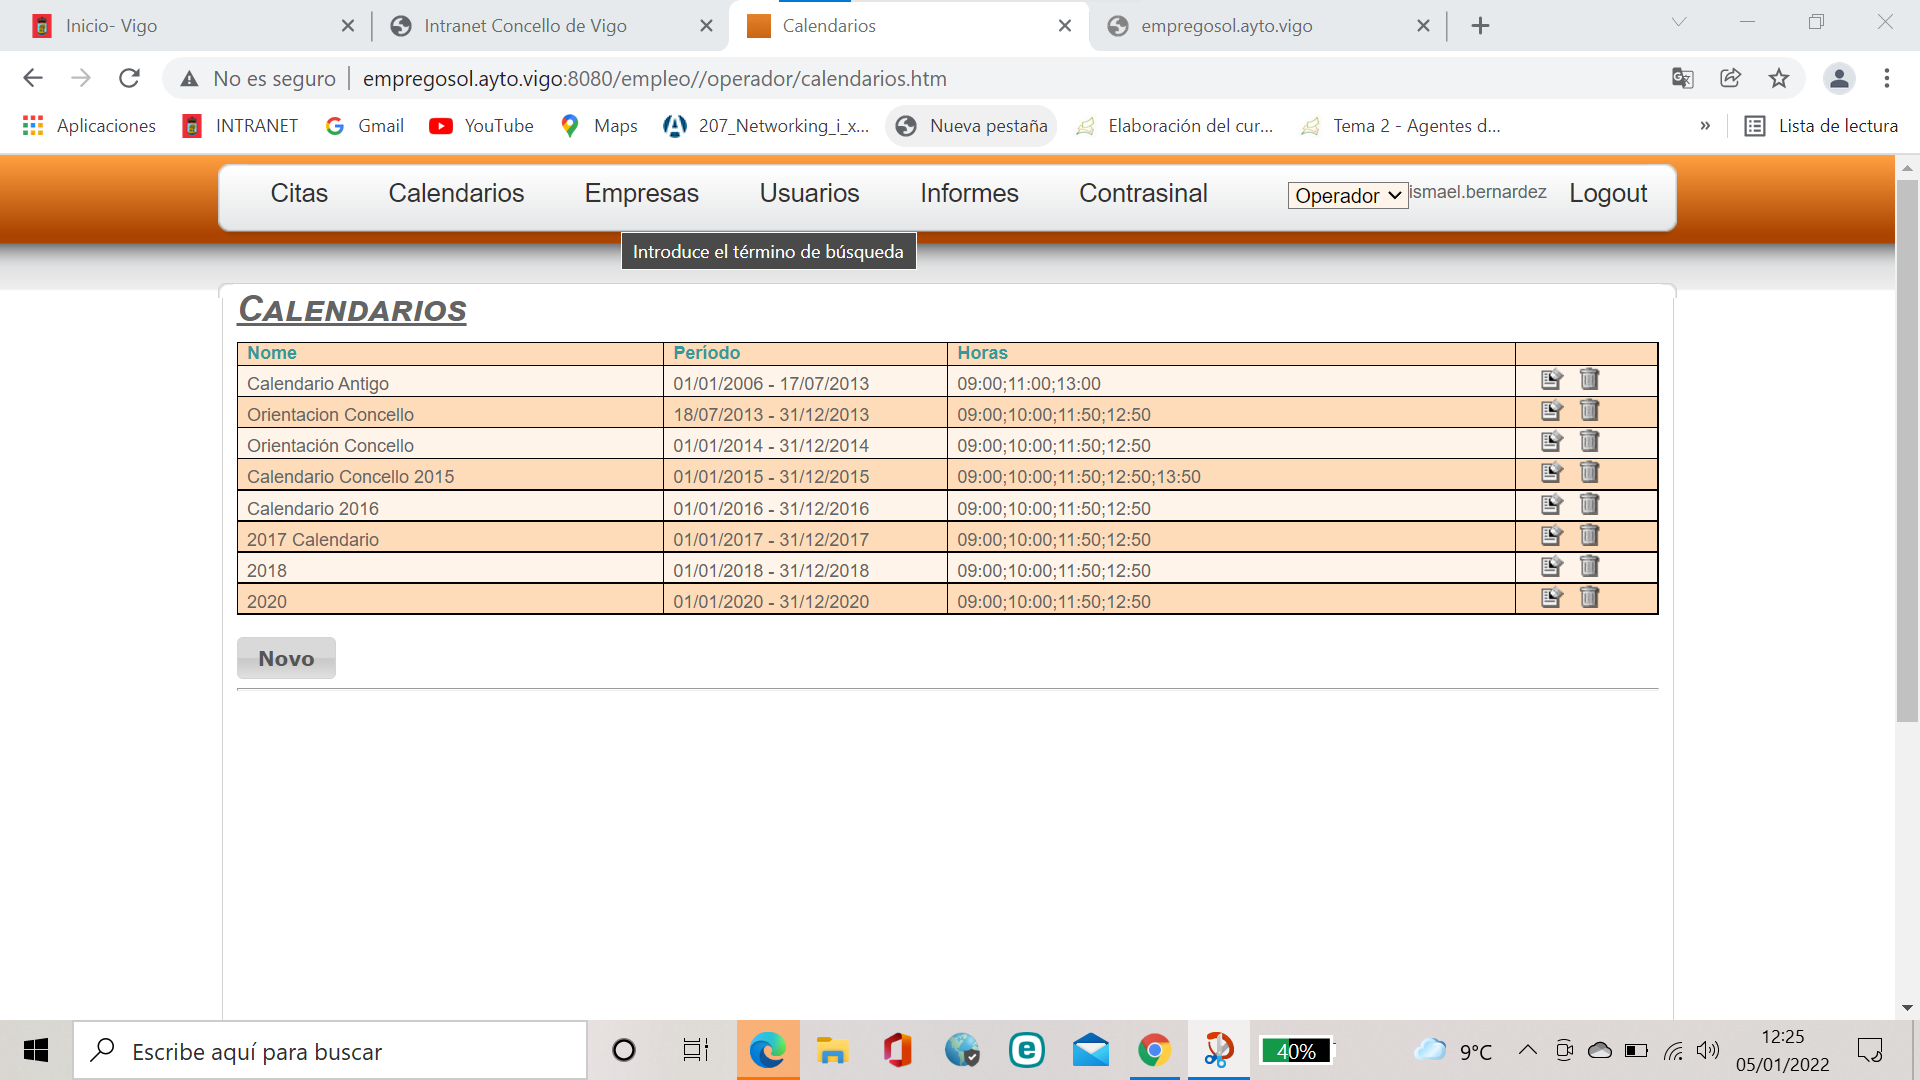 Inicio- Vigo
Intranet Concello de Vigo
Calendarios
empregosol.ayto.vigo
No es seguro
empregosol.ayto.vigo:8080/empleo//operador/calendarios.htm
Aplicaciones
INTRANET
Gmail
YouTube
Maps
207_Networking_i_x...
Nueva pestaña
Elaboración del cur...
Tema 2 - Agentes d...
»
Lista de lectura
Citas
Calendarios
Empresas
Usuarios
Informes
Contrasinal
Operador
ismael.bernardez
Logout
Introduce el término de búsqueda
CALENDARIOS
Nome Período Horas
Calendario Antigo 01/01/2006 - 17/07/2013 09:00;11:00;13:00
Orientacion Concello 18/07/2013 - 31/12/2013 09:00;10:00;11:50;12:50
Orientación Concello 01/01/2014 - 31/12/2014 09:00;10:00;11:50;12:50
Calendario Concello 2015 01/01/2015 - 31/12/2015 09:00;10:00;11:50;12:50;13:50
Calendario 2016 01/01/2016 - 31/12/2016 09:00;10:00;11:50;12:50
2017 Calendario 01/01/2017 - 31/12/2017 09:00;10:00;11:50;12:50
2018 01/01/2018 - 31/12/2018 09:00;10:00;11:50;12:50
2020 01/01/2020 - 31/12/2020 09:00;10:00;11:50;12:50
Novo
Escribe aquí para buscar
40%
9°C
12:25
05/01/2022